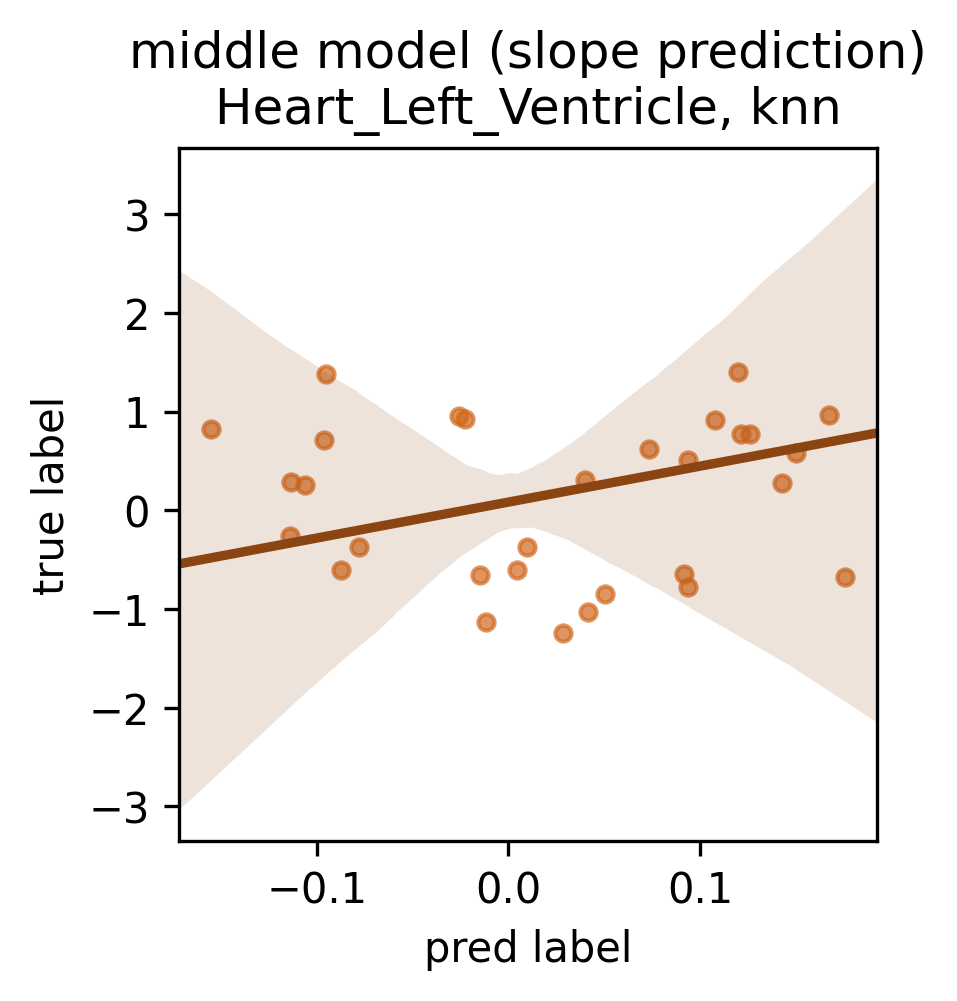 middle model (slope prediction)
Heart_Left_Ventricle, knn
true label
3
2
1
0
−1
−2
−3
−0.1
0.0
0.1
pred label